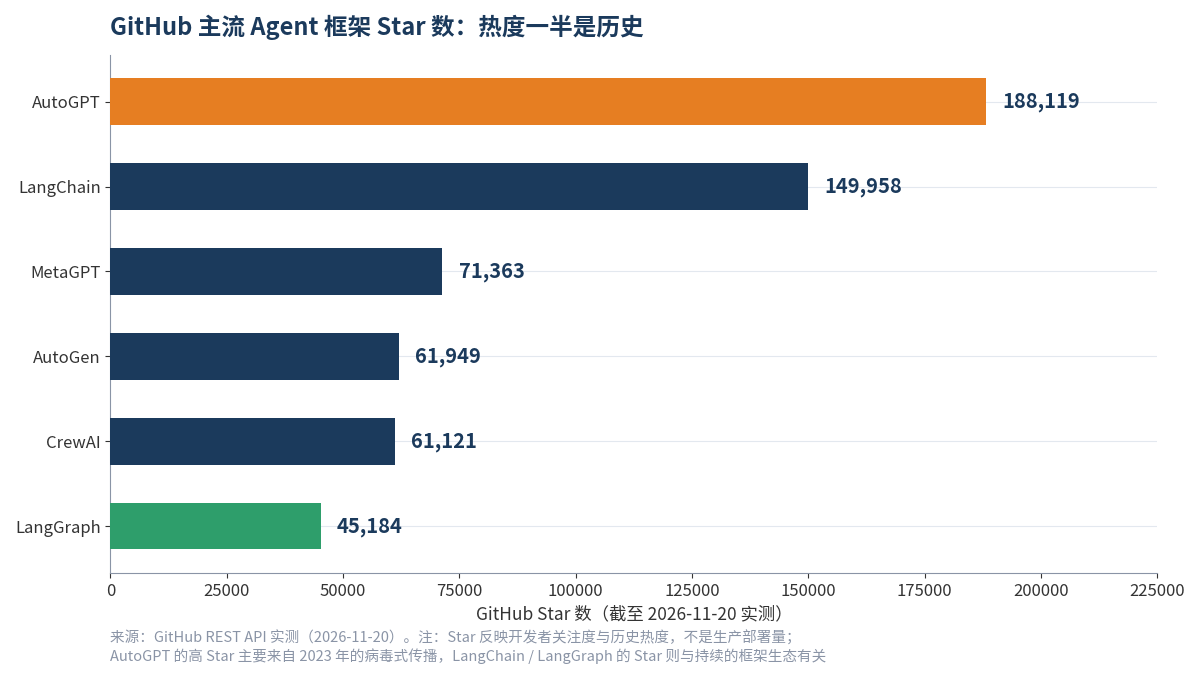 GitHub 主流 Agent 框架 Star 数：热度一半是历史
AutoGPT
188,119
LangChain
149,958
MetaGPT
71,363
AutoGen
61,949
CrewAI
61,121
LangGraph
45,184
0 25000 50000 75000 100000 125000 150000 175000 200000 225000
GitHub Star 数（截至 2026-11-20 实测）
来源：GitHub REST API 实测（2026-11-20）。注：Star 反映开发者关注度与历史热度，不是生产部署量；
AutoGPT 的高 Star 主要来自 2023 年的病毒式传播，LangChain / LangGraph 的 Star 则与持续的框架生态有关